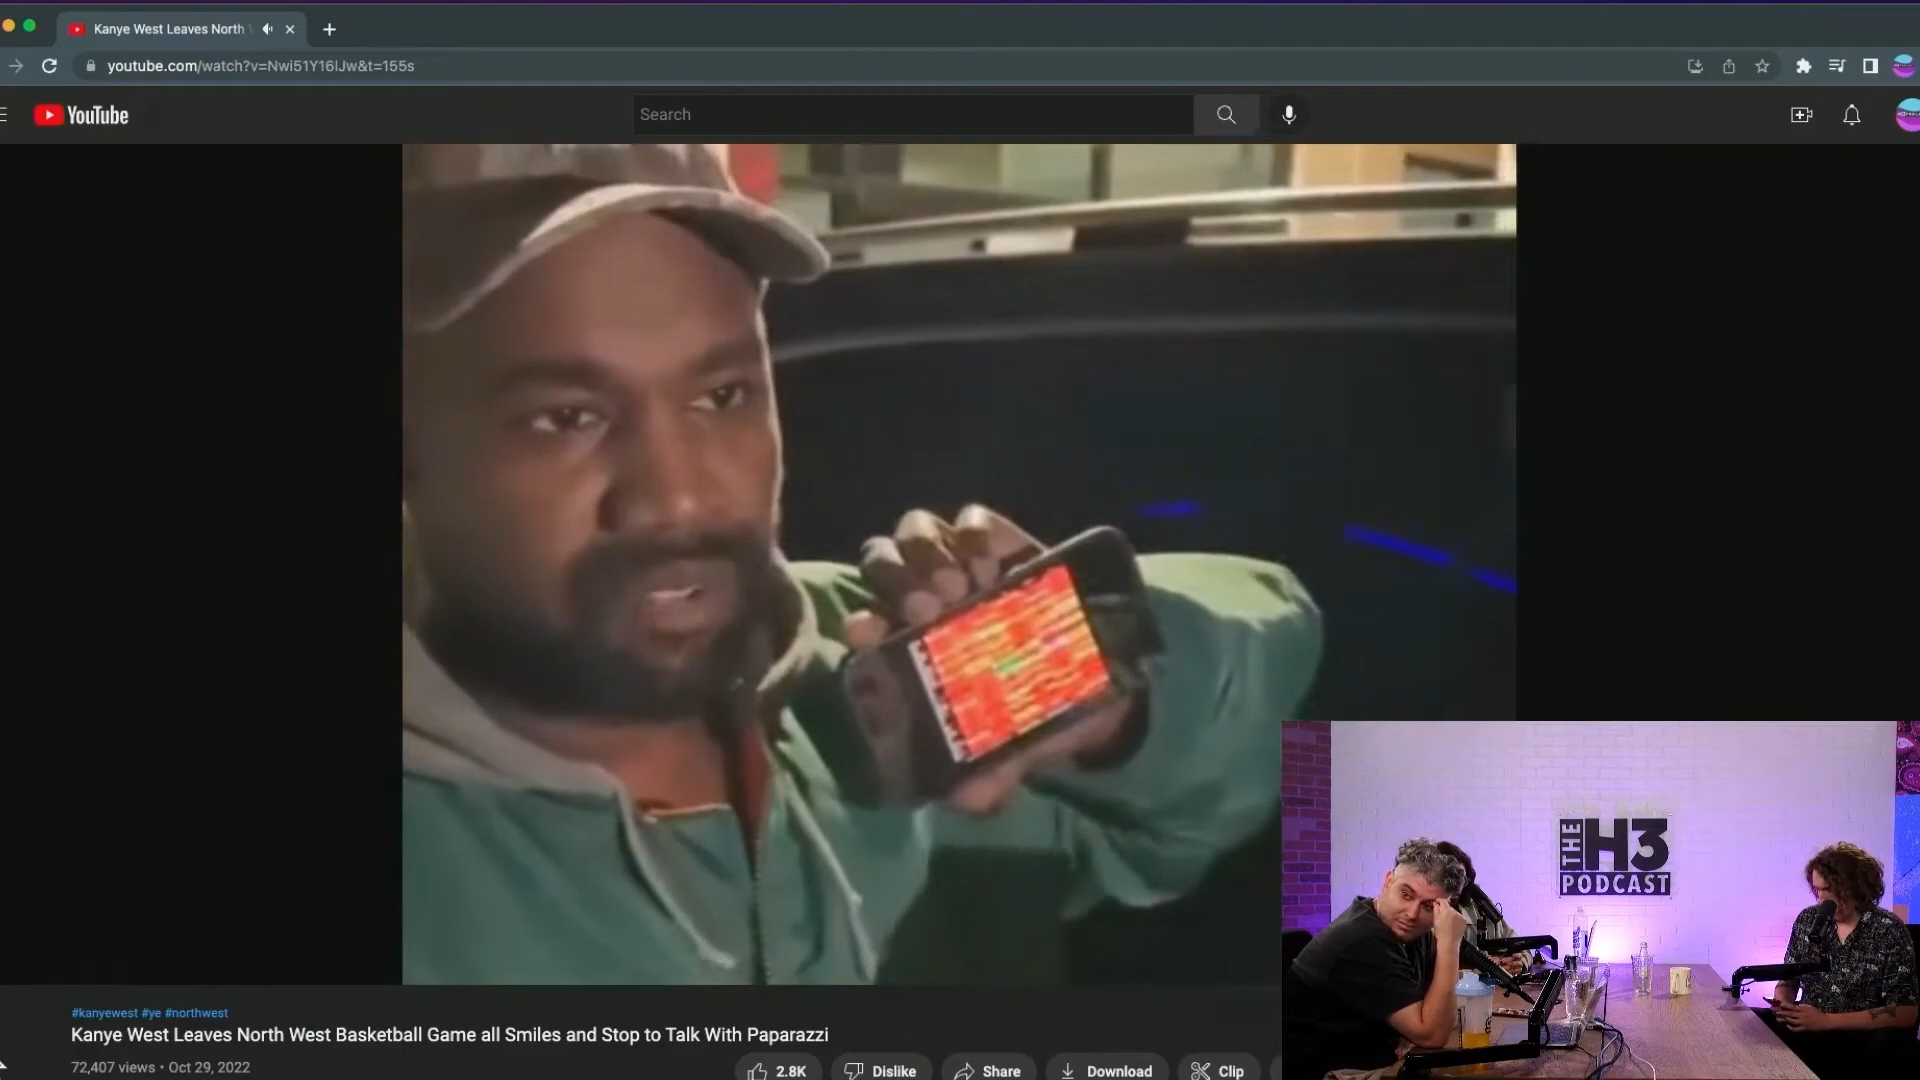 Kanye West Leaves North
youtube.com/watch?v=Nwi51Y16lJw&t=155s
YouTube
Search
THE H3
PODCAST
#kanyewest #ye #northwest
Kanye West Leaves North West Basketball Game all Smiles and Stop to Talk With Paparazzi
72,407 views • Oct 29, 2022
2.8K
Dislike
Share
Download
Clip